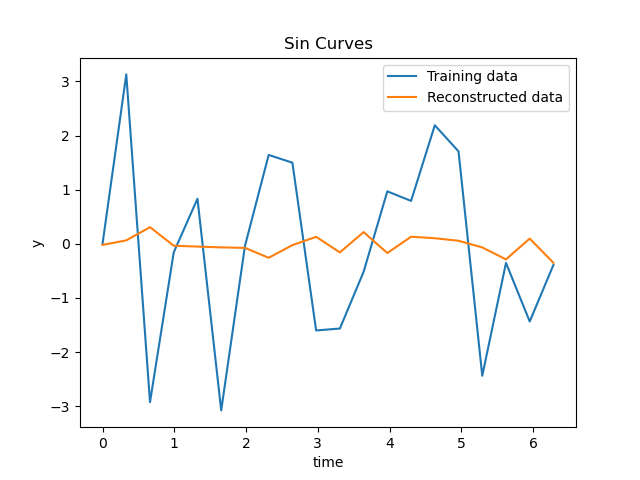 Sin Curves
Training data
Reconstructed data
3
2
1
0
−1
−2
−3
y
0 1 2 3 4 5 6
time